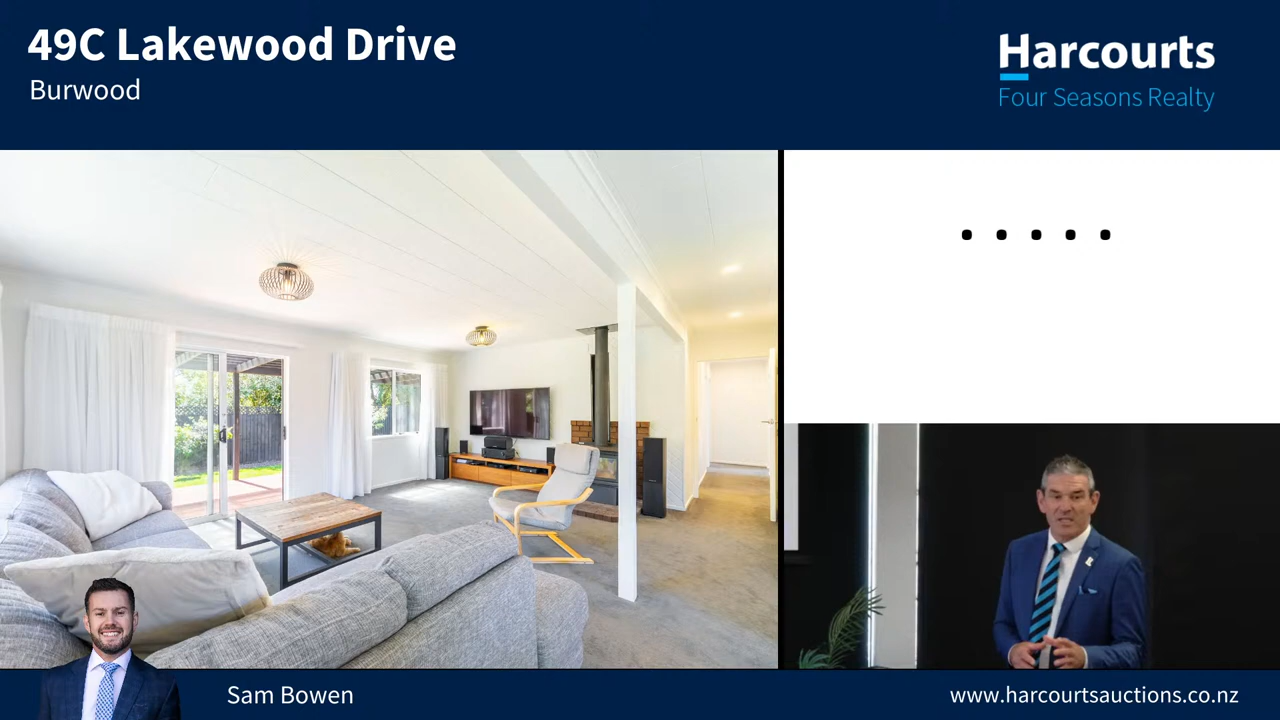 49C Lakewood Drive
Burwood
Harcourts
Four Seasons Realty
.....
Sam Bowen
www.harcourtsauctions.co.nz